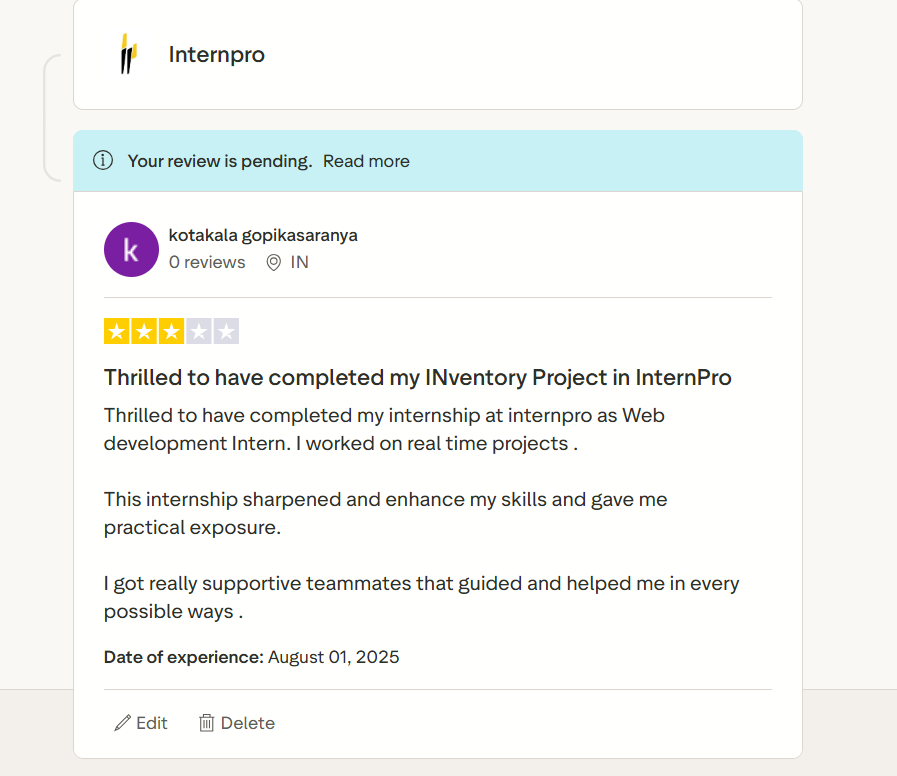 Internpro
Your review is pending. Read more
k
kotakala gopikasaranya
0 reviews IN
Thrilled to have completed my INventory Project in InternPro
Thrilled to have completed my internship at internpro as Web
development Intern. I worked on real time projects .
This internship sharpened and enhance my skills and gave me
practical exposure.
I got really supportive teammates that guided and helped me in every
possible ways .
Date of experience: August 01, 2025
Edit Delete